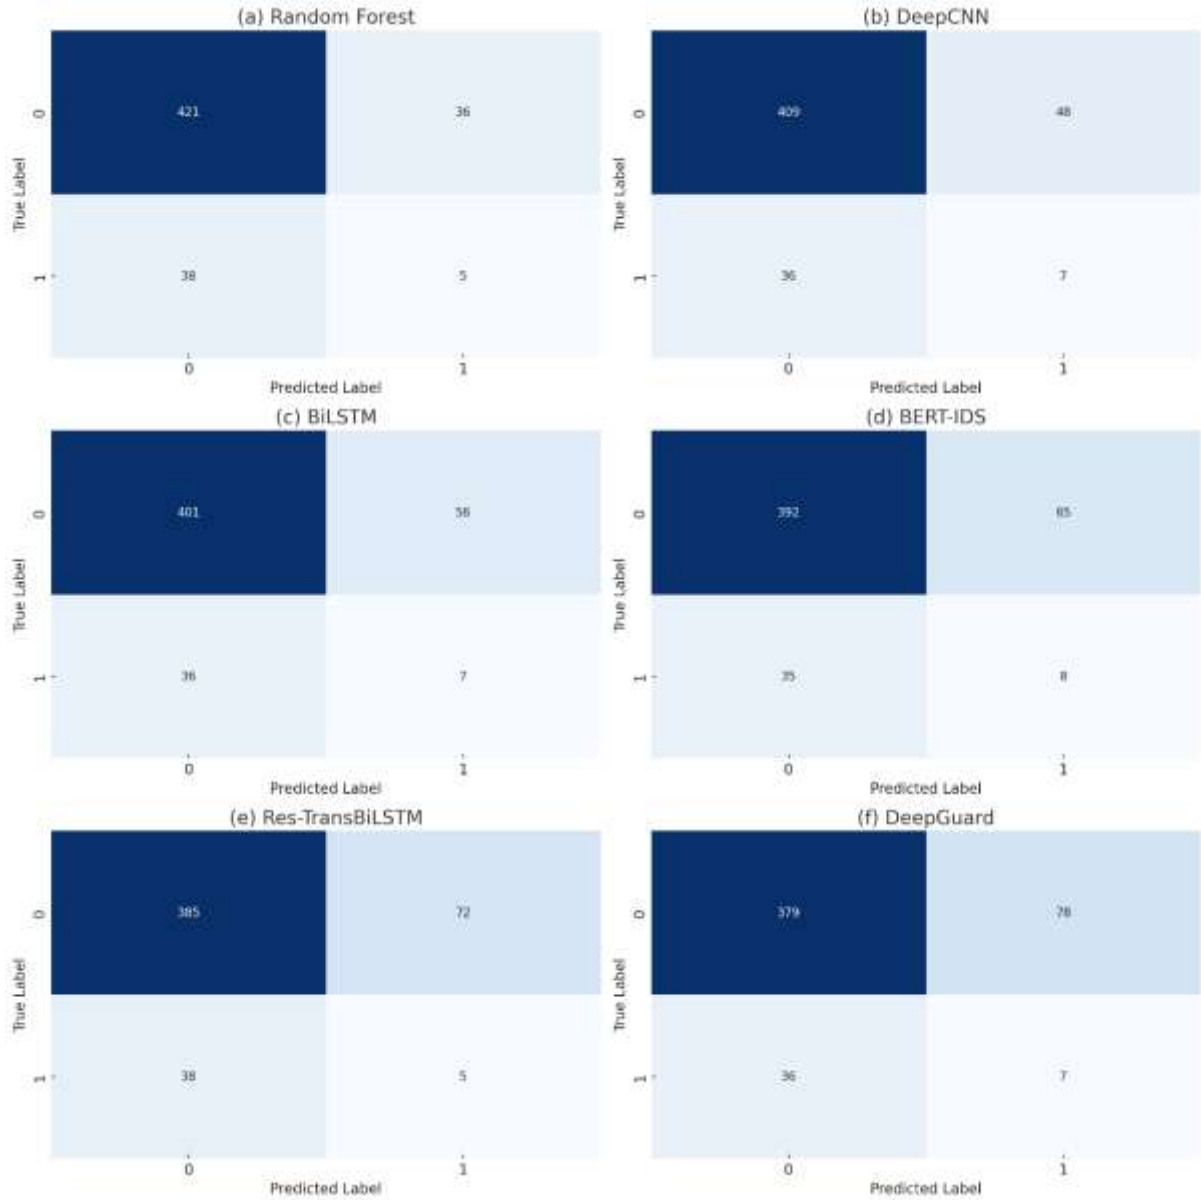 (a) Random Forest
True Label
0
421
36
1
38
5
0
1
Predicted Label
(b) DeepCNN
True Label
0
409
48
1
36
7
0
1
Predicted Label
(c) BiLSTM
True Label
0
401
56
1
36
7
0
1
Predicted Label
(d) BERT-IDS
True Label
0
392
65
1
35
8
0
1
Predicted Label
(e) Res-TransBiLSTM
True Label
0
385
72
1
38
5
0
1
Predicted Label
(f) DeepGuard
True Label
0
379
78
1
36
7
0
1
Predicted Label